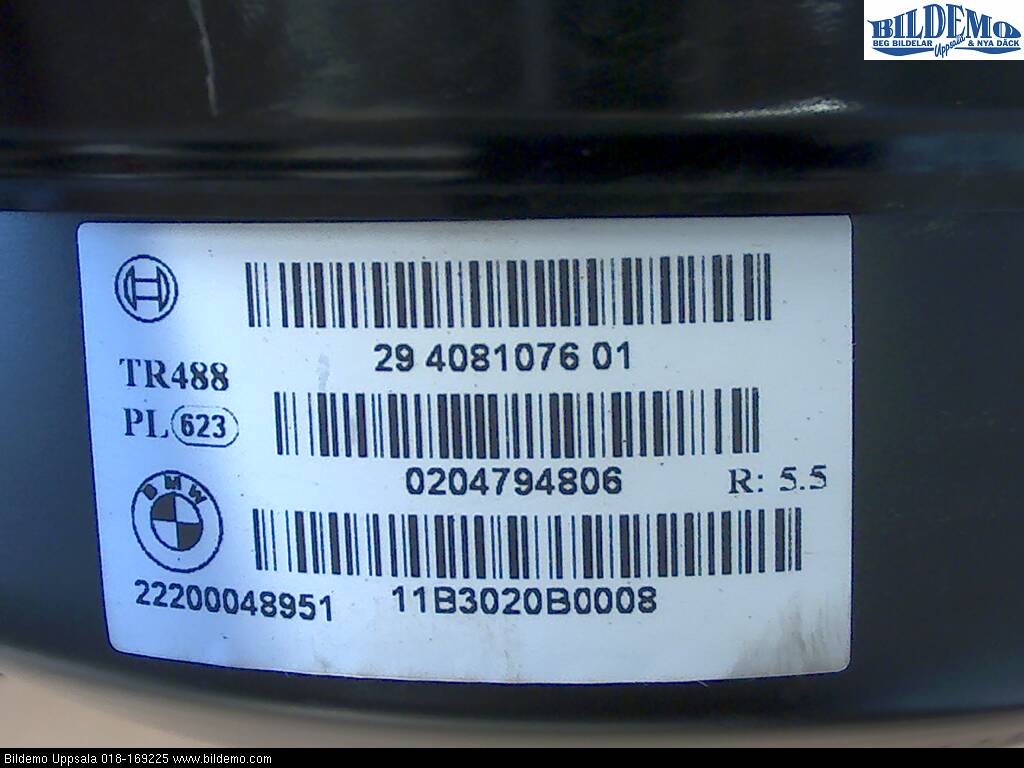 BILDEMO
BEG BILDELAR Uppsala & NYA DÄCK
29 4081076 01
TR488
PL 623
0204794806
R: 5.5
BMW
22200048951
11B3020B0008
Bildemo Uppsala 018-169225 www.bildemo.com